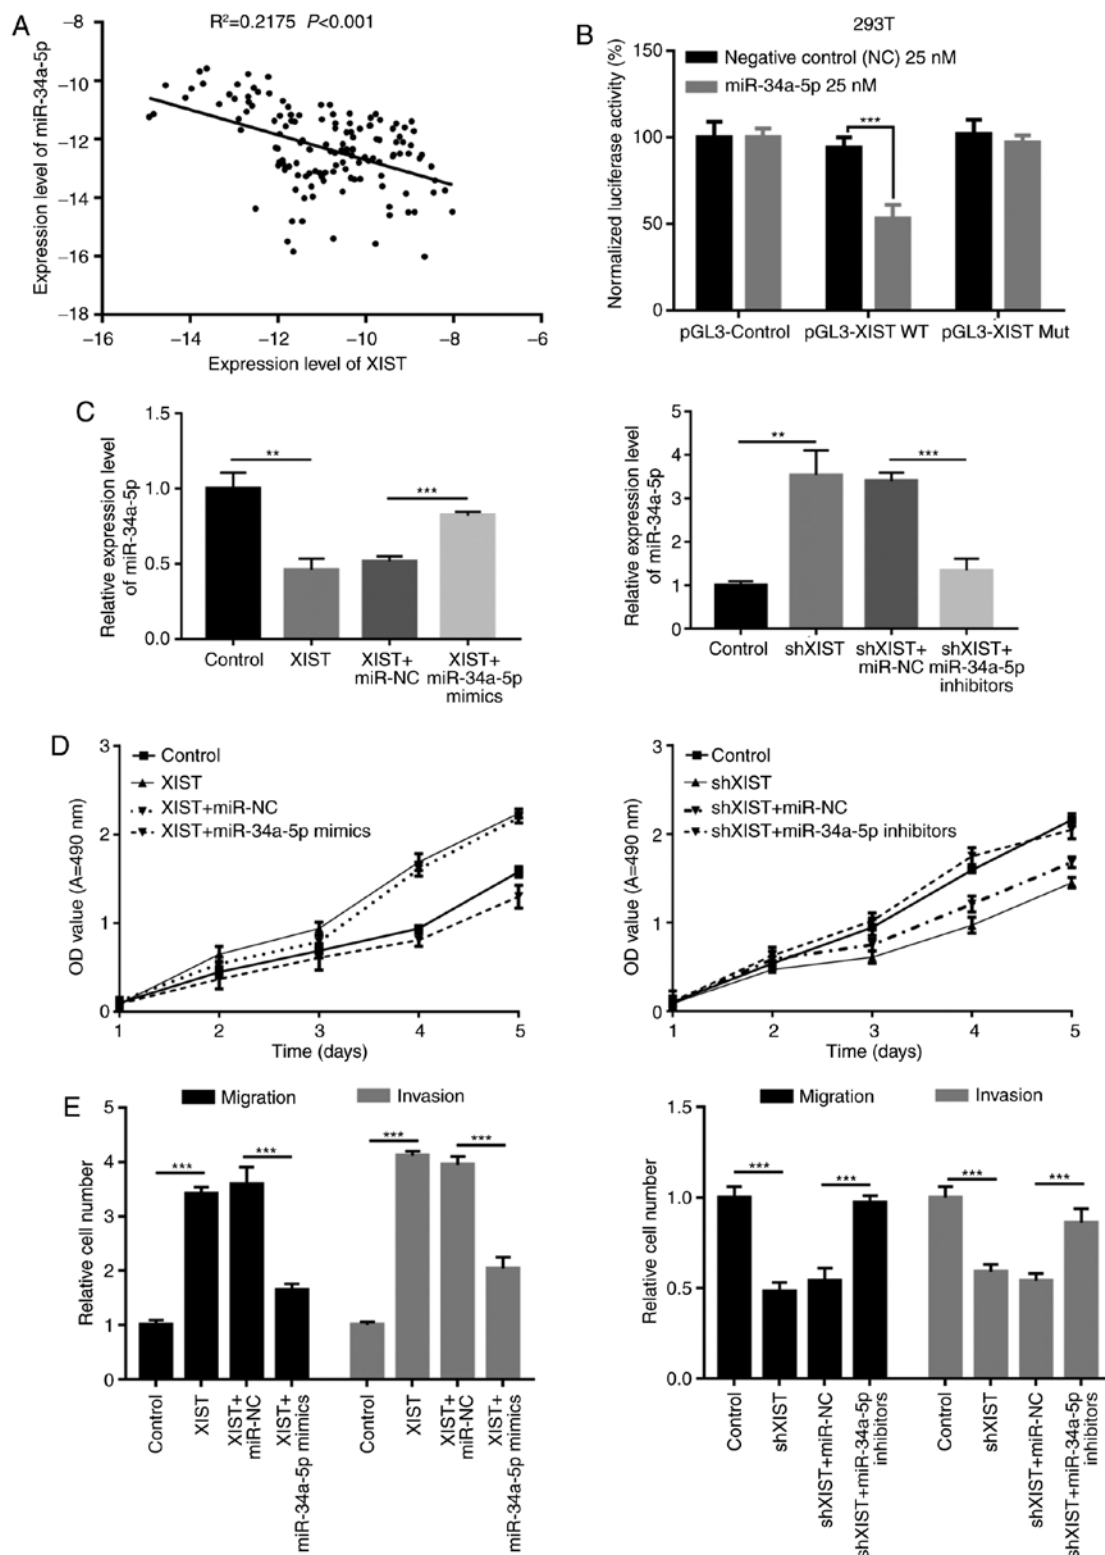 A
R²=0.2175 P<0.001
Expression level of miR-34a-5p
−8
−10
−12
−14
−16
−18
−16
−14
−12
−10
−8
−6
Expression level of XIST
B
293T
Normalized luciferase activity (%)
150
100
50
0
Negative control (NC) 25 nM
miR-34a-5p 25 nM
***
pGL3-Control
pGL3-XIST WT
pGL3-XIST Mut
C
Relative expression level
of miR-34a-5p
1.5
1.0
0.5
0.0
**
***
Control
XIST
XIST+
miR-NC
XIST+
miR-34a-5p
mimics
Relative expression level
of miR-34a-5p
5
4
3
2
1
0
**
***
Control
shXIST
shXIST+
miR-NC
shXIST+
miR-34a-5p
inhibitors
D
OD value (A=490 nm)
3
2
1
0
Control
XIST
XIST+miR-NC
XIST+miR-34a-5p mimics
1
2
3
4
5
Time (days)
OD value (A=490 nm)
3
2
1
0
Control
shXIST
shXIST+miR-NC
shXIST+miR-34a-5p inhibitors
1
2
3
4
5
Time (days)
E
Migration
Invasion
Relative cell number
5
4
3
2
1
0
***
***
***
***
Control
XIST
XIST+
miR-NC
XIST+
miR-34a-5p mimics
Control
XIST
XIST+
miR-NC
XIST+
miR-34a-5p mimics
Migration
Invasion
Relative cell number
1.5
1.0
0.5
0.0
***
***
***
***
Control
shXIST
shXIST+miR-NC
shXIST+miR-34a-5p
inhibitors
Control
shXIST
shXIST+miR-NC
shXIST+miR-34a-5p
inhibitors